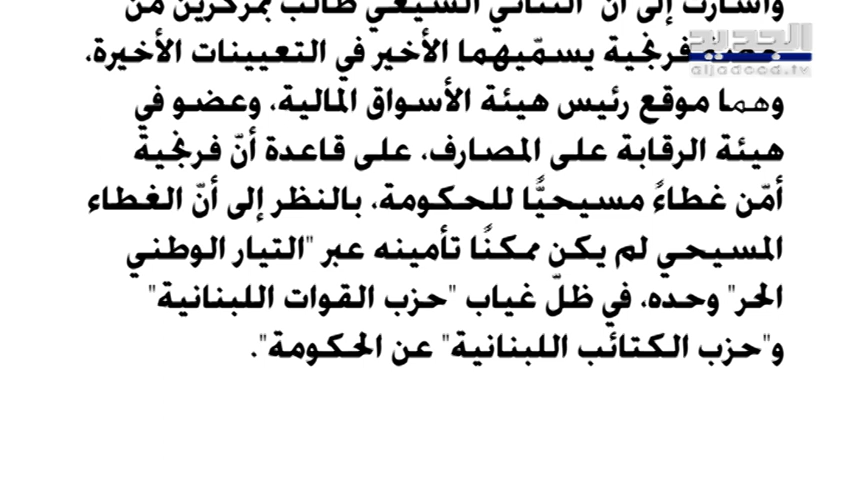 وأشارت إلى أن "الثنائي الشيعي طالب بمركزين من
فرنجية يسمّيهما الأخير في التعيينات الأخيرة،
وهما موقع رئيس هيئة الأسواق المالية، وعضو في
هيئة الرقابة على المصارف، على قاعدة أنّ فرنجية
أمّن غطاءً مسيحيًّا للحكومة، بالنظر إلى أنّ الغطاء
المسيحي لم يكن ممكنًا تأمينه عبر "التيار الوطني
الحر" وحده، في ظلّ غياب "حزب القوات اللبنانية"
و"حزب الكتائب اللبنانية" عن الحكومة".
الجديد
aljadeed.tv